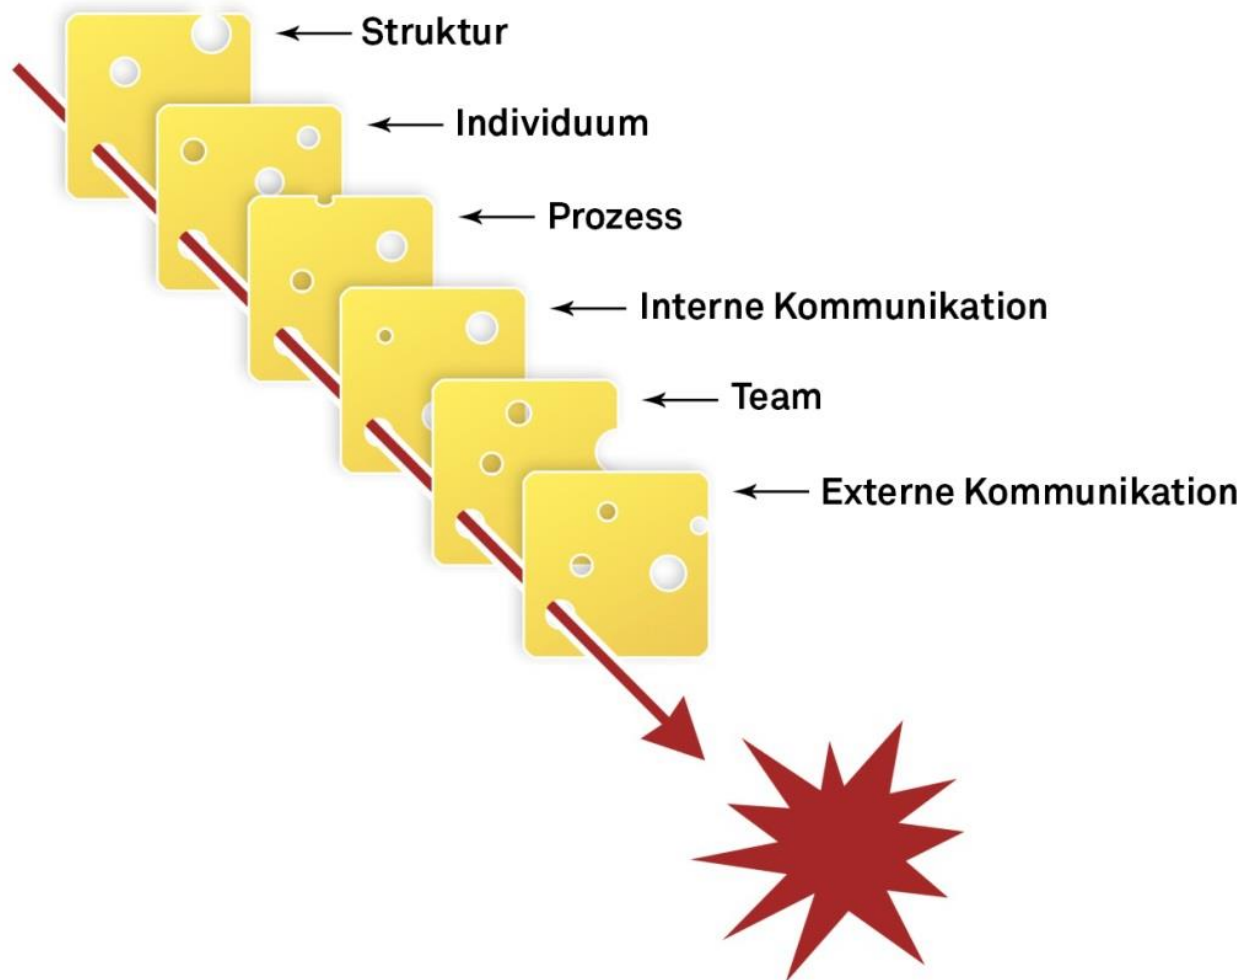 Struktur
Individuum
Prozess
Interne Kommunikation
Team
Externe Kommunikation